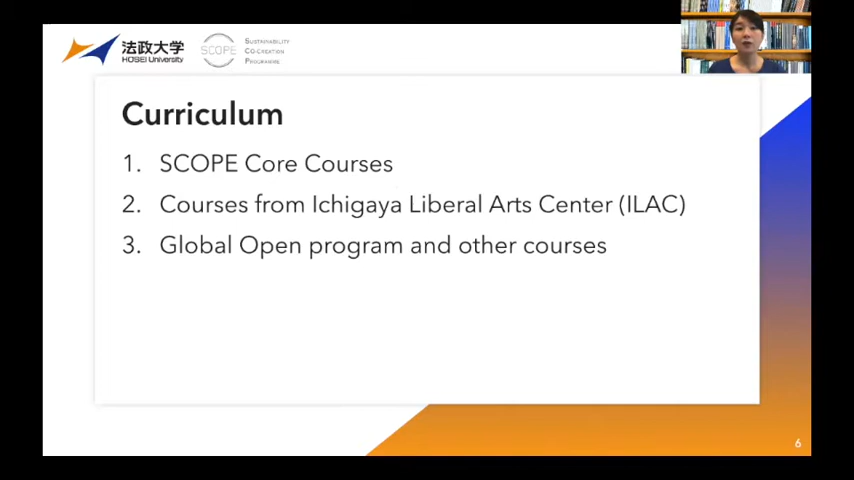 法政大学
HOSEI University
SCOPE
SUSTAINABILITY
CO-CREATION
PROGRAMME
Curriculum
1. SCOPE Core Courses
2. Courses from Ichigaya Liberal Arts Center (ILAC)
3. Global Open program and other courses
6